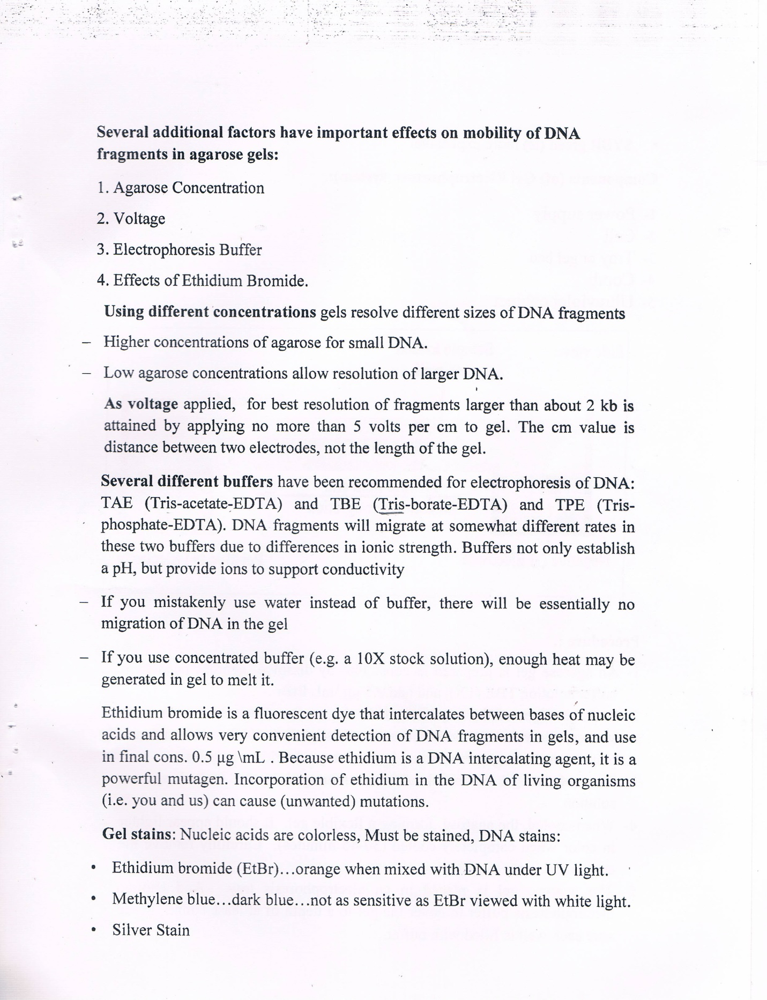 Several additional factors have important effects on mobility of DNA
fragments in agarose gels:
1. Agarose Concentration
2. Voltage
3. Electrophoresis Buffer
4. Effects of Ethidium Bromide.
Using different concentrations gels resolve different sizes of DNA fragments
– Higher concentrations of agarose for small DNA.
– Low agarose concentrations allow resolution of larger DNA.
As voltage applied, for best resolution of fragments larger than about 2 kb is
attained by applying no more than 5 volts per cm to gel. The cm value is
distance between two electrodes, not the length of the gel.
Several different buffers have been recommended for electrophoresis of DNA:
TAE (Tris-acetate-EDTA) and TBE (Tris-borate-EDTA) and TPE (Tris-
phosphate-EDTA). DNA fragments will migrate at somewhat different rates in
these two buffers due to differences in ionic strength. Buffers not only establish
a pH, but provide ions to support conductivity
– If you mistakenly use water instead of buffer, there will be essentially no
migration of DNA in the gel
– If you use concentrated buffer (e.g. a 10X stock solution), enough heat may be
generated in gel to melt it.
Ethidium bromide is a fluorescent dye that intercalates between bases of nucleic
acids and allows very convenient detection of DNA fragments in gels, and use
in final cons. 0.5 µg \mL . Because ethidium is a DNA intercalating agent, it is a
powerful mutagen. Incorporation of ethidium in the DNA of living organisms
(i.e. you and us) can cause (unwanted) mutations.
Gel stains: Nucleic acids are colorless, Must be stained, DNA stains:
• Ethidium bromide (EtBr)…orange when mixed with DNA under UV light.
• Methylene blue…dark blue…not as sensitive as EtBr viewed with white light.
• Silver Stain